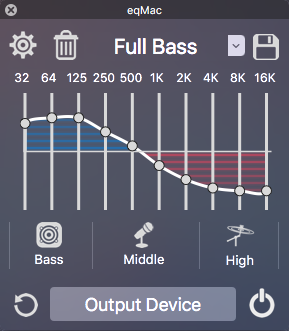 eqMac
Full Bass
32 64 125 250 500 1K 2K 4K 8K 16K
Bass Middle High
Output Device